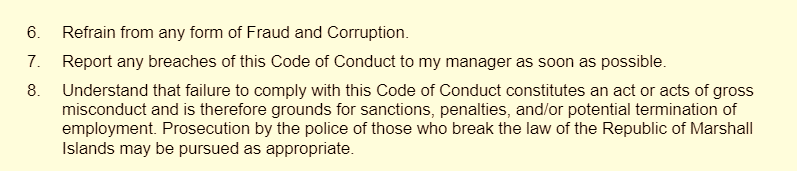 6. Refrain from any form of Fraud and Corruption.
7. Report any breaches of this Code of Conduct to my manager as soon as possible.
8. Understand that failure to comply with this Code of Conduct constitutes an act or acts of gross
misconduct and is therefore grounds for sanctions, penalties, and/or potential termination of
employment. Prosecution by the police of those who break the law of the Republic of Marshall
Islands may be pursued as appropriate.